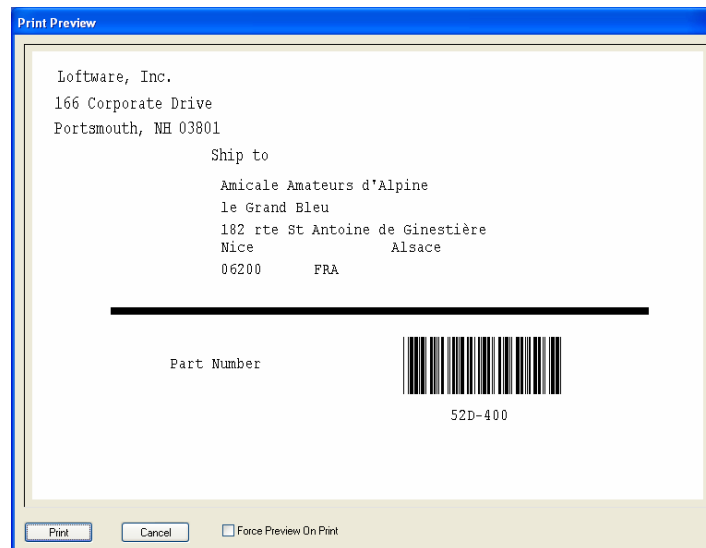 Print Preview
Loftware, Inc.
166 Corporate Drive
Portsmouth, NH 03801
Ship to
Amicale Amateurs d'Alpine
le Grand Bleu
182 rte St Antoine de Ginestière
Nice Alsace
06200 FRA
Part Number
52D-400
Print Cancel Force Preview On Print